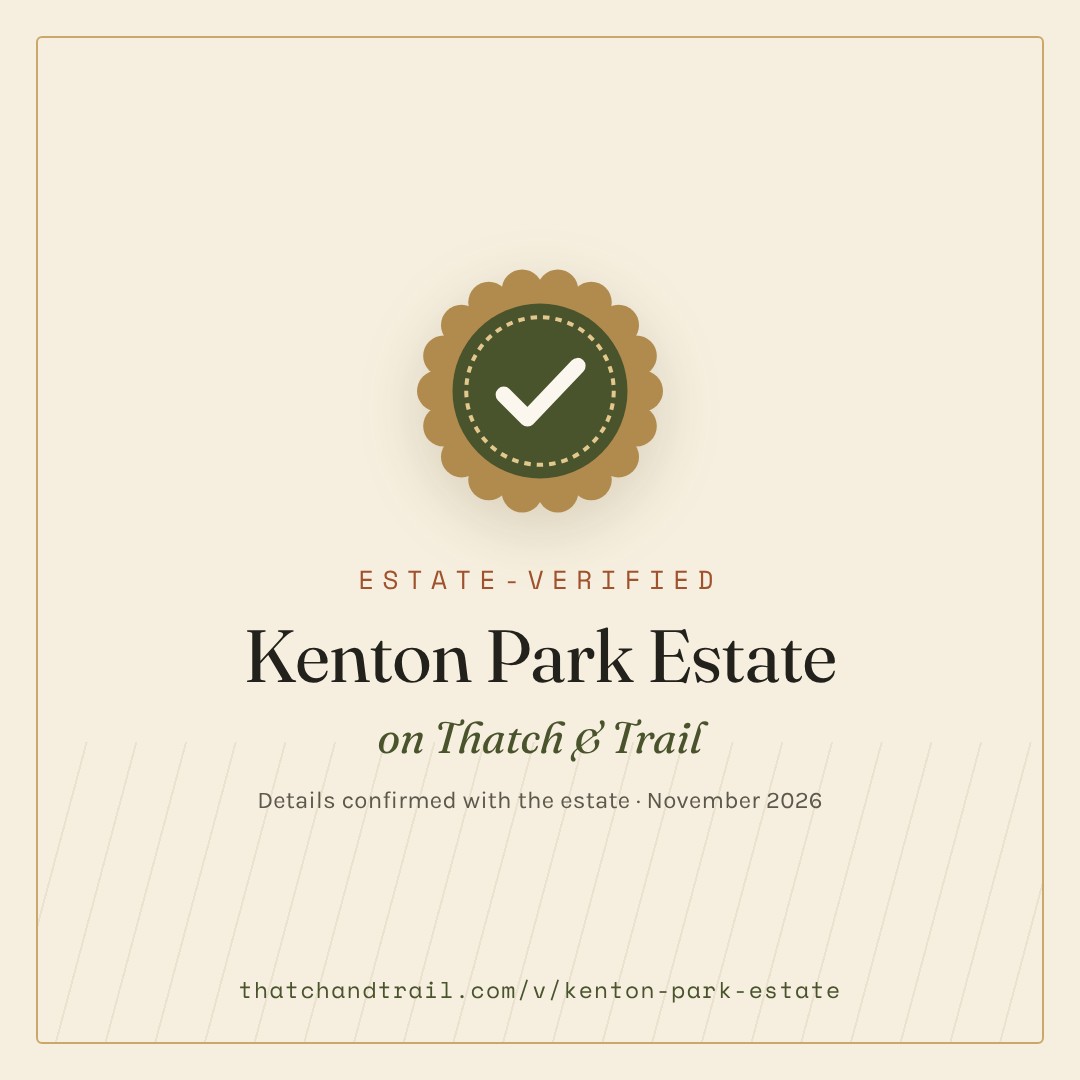 ESTATE-VERIFIED
Kenton Park Estate
on Thatch & Trail
Details confirmed with the estate · November 2026
thatchandtrail.com/v/kenton-park-estate